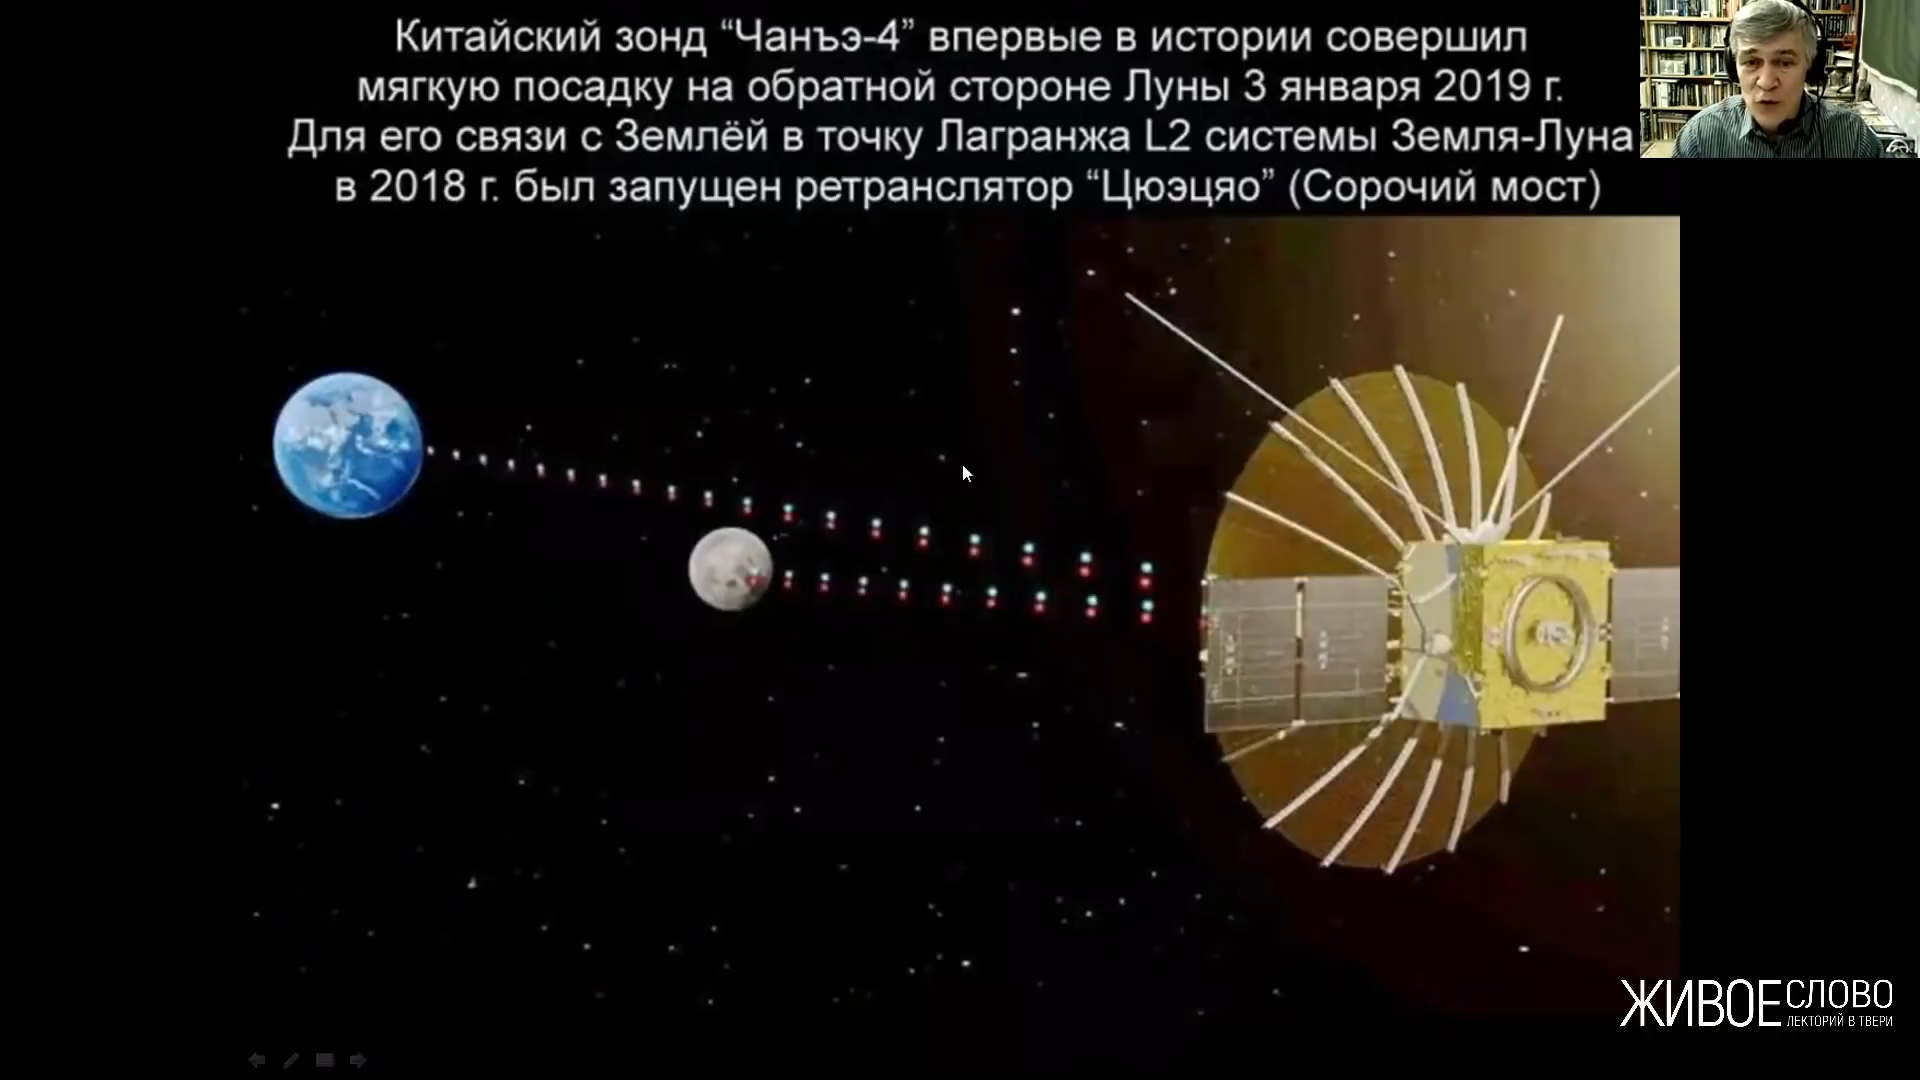 Китайский зонд “Чанъэ-4” впервые в истории совершил
мягкую посадку на обратной стороне Луны 3 января 2019 г.
Для его связи с Землёй в точку Лагранжа L2 системы Земля-Луна
в 2018 г. был запущен ретранслятор “Цюэцяо” (Сорочий мост)
ЖИВОЕ СЛОВО
ЛЕКТОРИЙ В ТВЕРИ